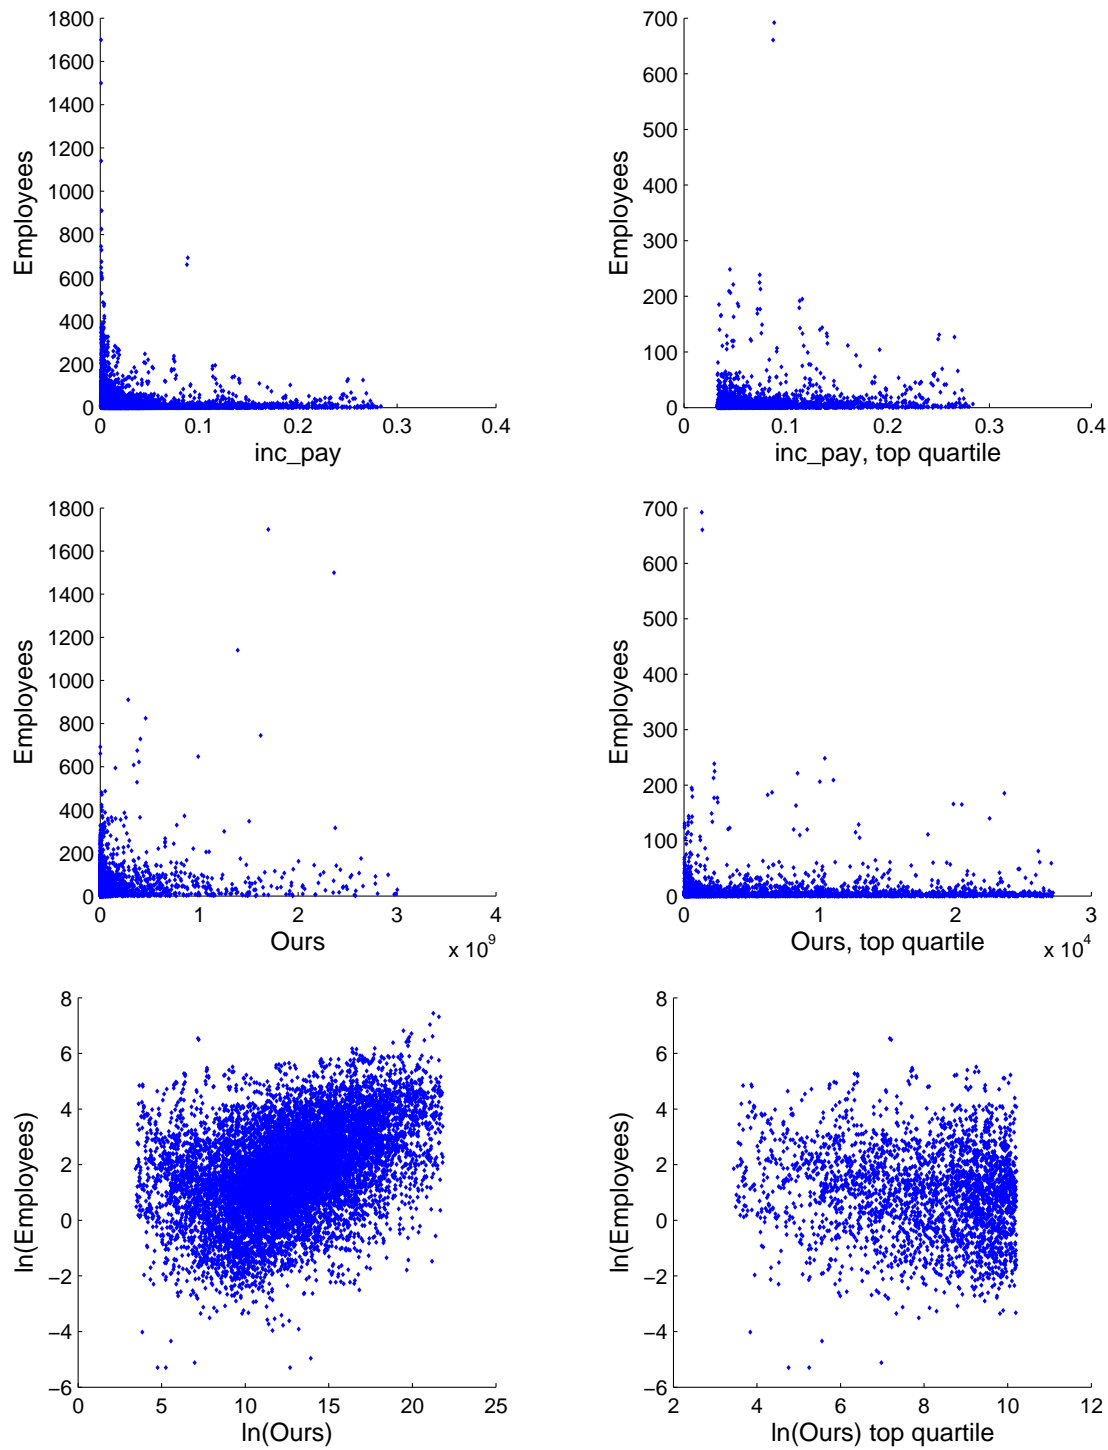 1800
1600
1400
1200
1000
800
600
400
200
0
Employees
0 0.1 0.2 0.3 0.4
inc_pay
700
600
500
400
300
200
100
0
Employees
0 0.1 0.2 0.3 0.4
inc_pay, top quartile
1800
1600
1400
1200
1000
800
600
400
200
0
Employees
0 1 2 3 4
Ours
x 10^9
700
600
500
400
300
200
100
0
Employees
0 1 2 3
Ours, top quartile
x 10^4
8
6
4
2
0
−2
−4
−6
ln(Employees)
0 5 10 15 20 25
ln(Ours)
8
6
4
2
0
−2
−4
−6
ln(Employees)
2 4 6 8 10 12
ln(Ours) top quartile